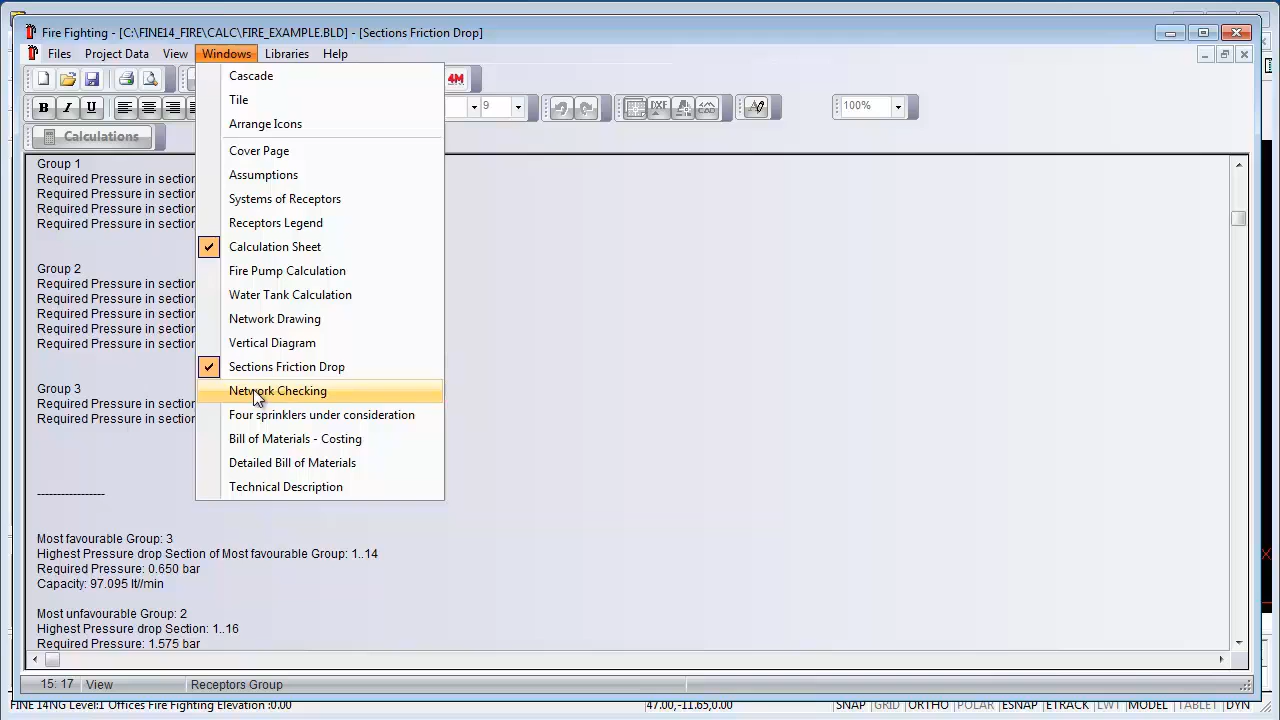 Fire Fighting - [C:\FINE14_FIRE\CALC\FIRE_EXAMPLE.BLD] - [Sections Friction Drop]
Files Project Data View Windows Libraries Help
4M
B I U 9 DXF 100%
Calculations
Cascade
Tile
Arrange Icons
Cover Page
Assumptions
Systems of Receptors
Receptors Legend
Calculation Sheet
Fire Pump Calculation
Water Tank Calculation
Network Drawing
Vertical Diagram
Sections Friction Drop
Network Checking
Four sprinklers under consideration
Bill of Materials - Costing
Detailed Bill of Materials
Technical Description
Group 1
Required Pressure in section
Required Pressure in section
Required Pressure in section
Required Pressure in section
Group 2
Required Pressure in section
Required Pressure in section
Required Pressure in section
Required Pressure in section
Required Pressure in section
Group 3
Required Pressure in section
Required Pressure in section
-----------------
Most favourable Group: 3
Highest Pressure drop Section of Most favourable Group: 1..14
Required Pressure: 0.650 bar
Capacity: 97.095 lt//min
Most unfavourable Group: 2
Highest Pressure drop Section: 1..16
Required Pressure: 1.575 bar
15: 17 View Receptors Group
FINE 14NG Level:1 Offices Fire Fighting Elevation :0.00 47.00,-11.65,0.00 SNAP GRID ORTHO POLAR ESNAP ETRACK LWT MODEL TABLET DYN